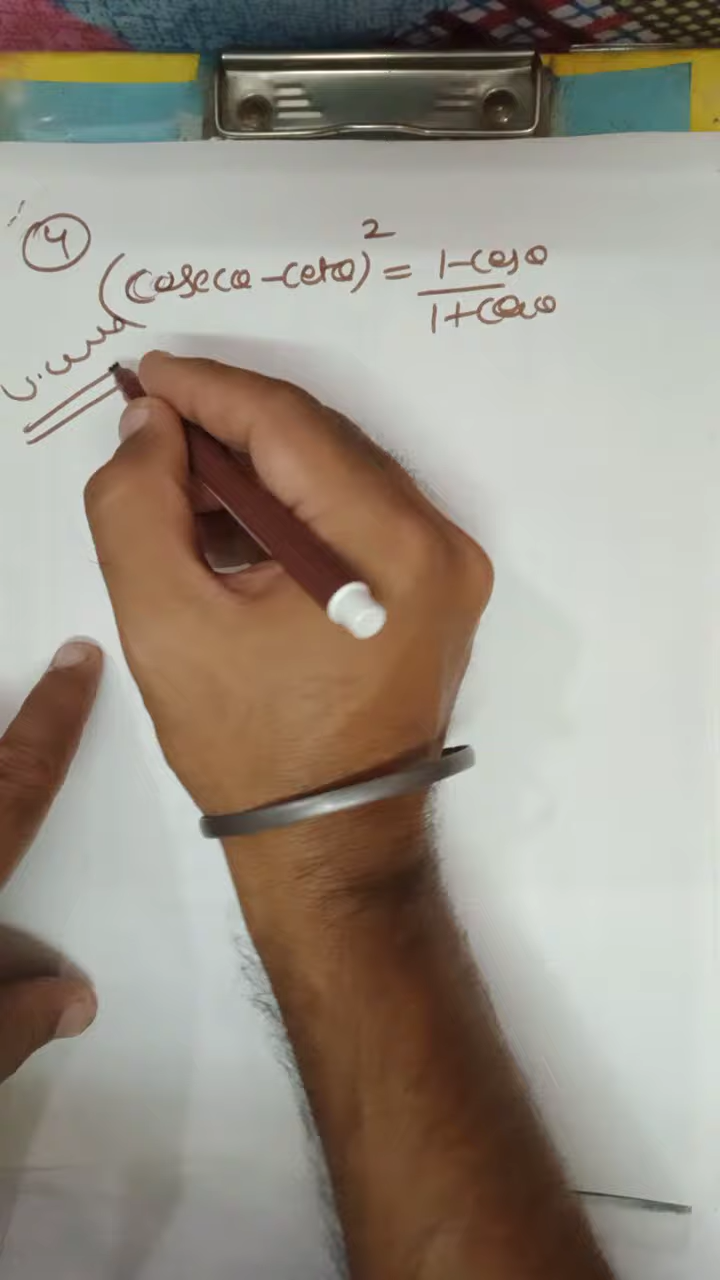 4 (cosecθ - cotθ)² = 1-cosθ / 1+cosθ